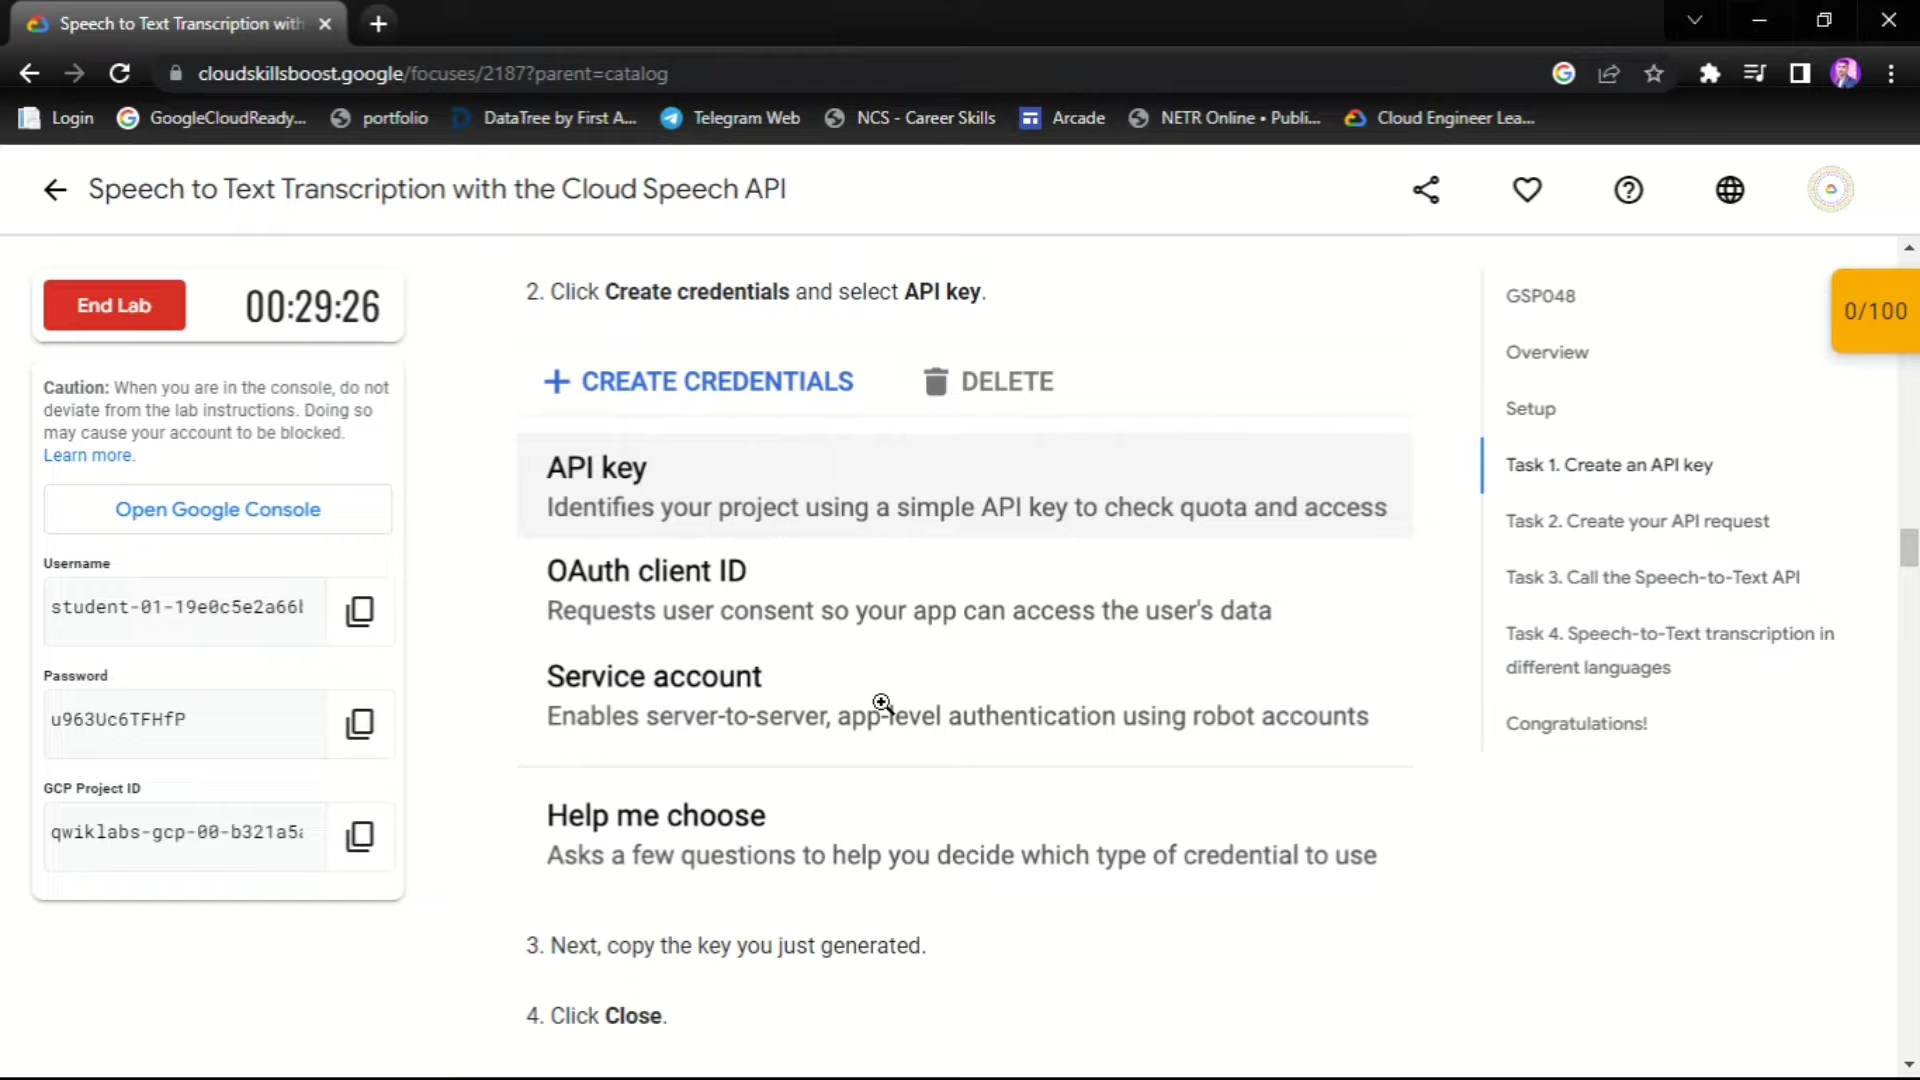 Speech to Text Transcription with
cloudskillsboost.google/focuses/2187?parent=catalog
Login
GoogleCloudReady...
portfolio
DataTree by First A...
Telegram Web
NCS - Career Skills
Arcade
NETR Online • Publi...
Cloud Engineer Lea...
Speech to Text Transcription with the Cloud Speech API
End Lab
00:29:26
Caution: When you are in the console, do not
deviate from the lab instructions. Doing so
may cause your account to be blocked.
Learn more.
Open Google Console
Username
student-01-19e0c5e2a66
Password
u963Uc6TFHfP
GCP Project ID
qwiklabs-gcp-00-b321a5
2. Click Create credentials and select API key.
+ CREATE CREDENTIALS
DELETE
API key
Identifies your project using a simple API key to check quota and access
OAuth client ID
Requests user consent so your app can access the user's data
Service account
Enables server-to-server, app-level authentication using robot accounts
Help me choose
Asks a few questions to help you decide which type of credential to use
3. Next, copy the key you just generated.
4. Click Close.
GSP048
Overview
Setup
Task 1. Create an API key
Task 2. Create your API request
Task 3. Call the Speech-to-Text API
Task 4. Speech-to-Text transcription in
different languages
Congratulations!
0/100